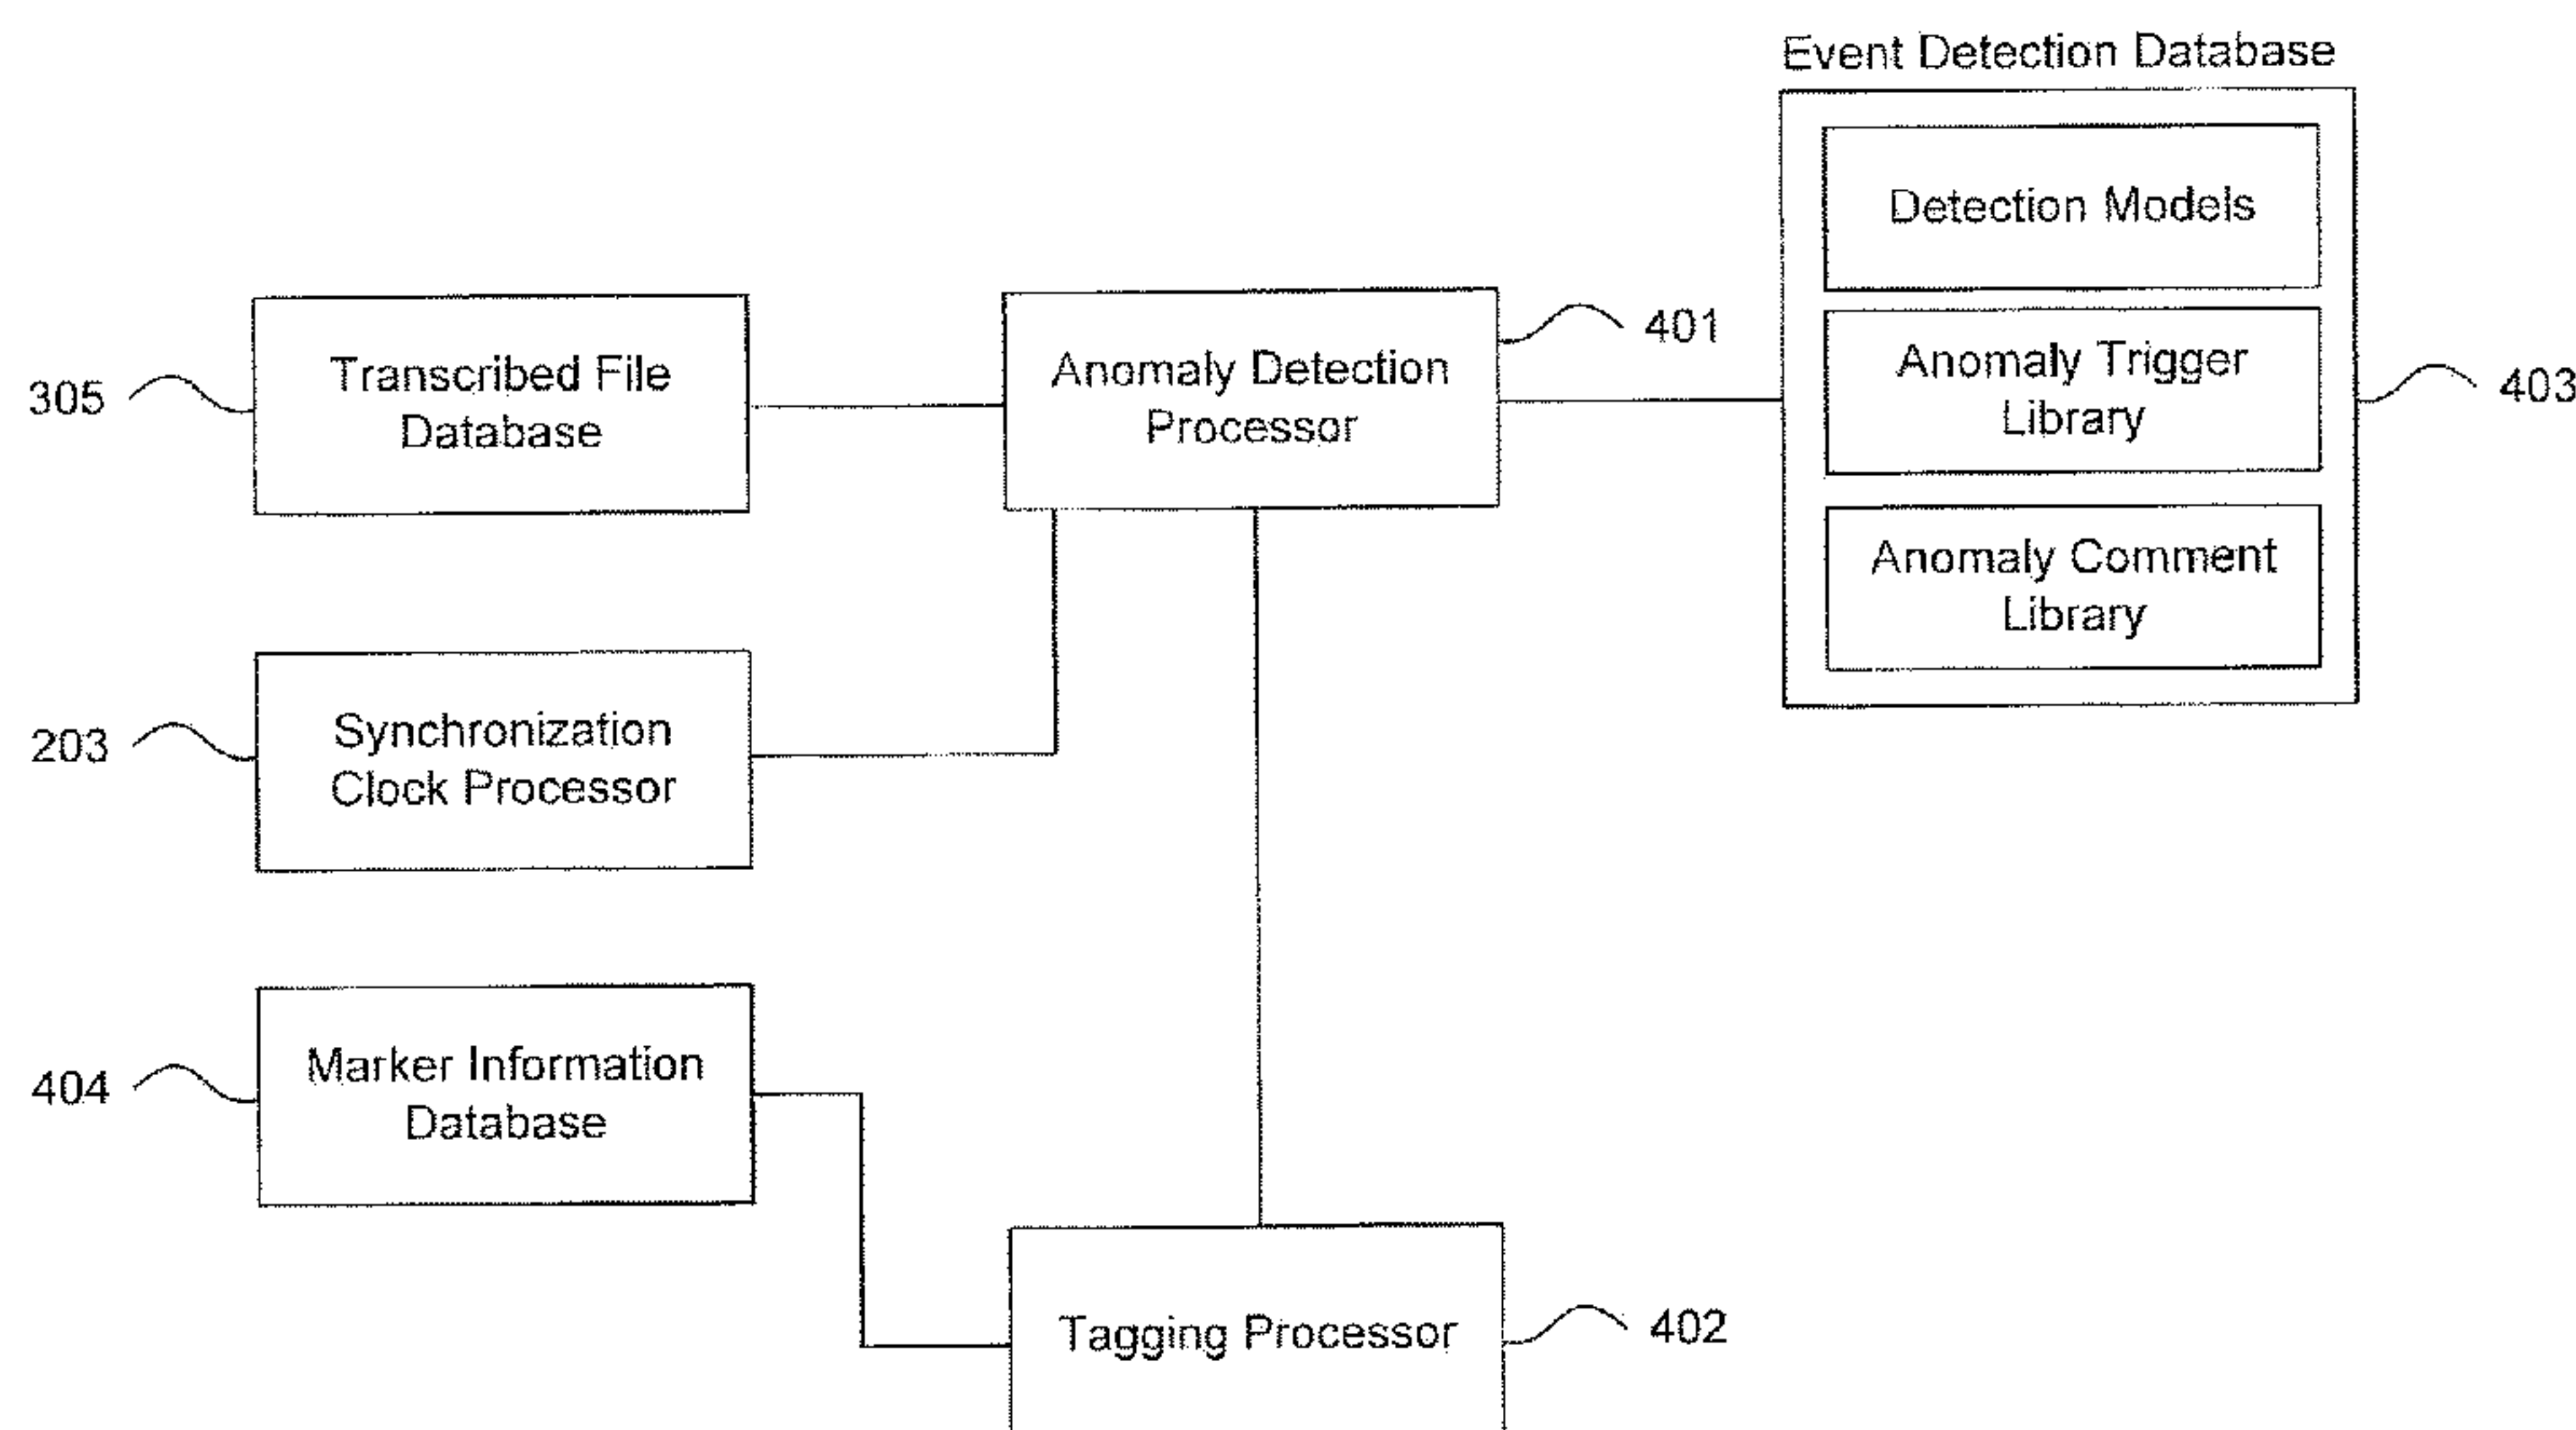 Event Detection Database
Detection Models
Anomaly Trigger
Library
Anomaly Comment
Library
403
401
Anomaly Detection
Processor
305
Transcribed File
Database
203
Synchronization
Clock Processor
404
Marker Information
Database
Tagging Processor
402